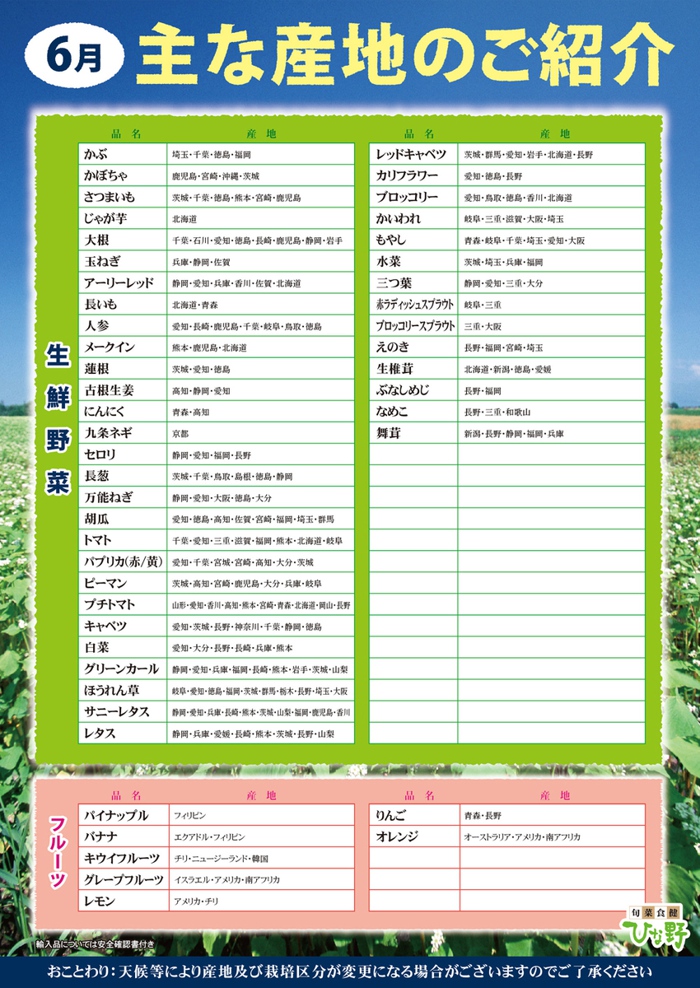 6月 主な産地のご紹介
生鮮野菜
品名 産地
かぶ 埼玉・千葉・徳島・福岡
かぼちゃ 鹿児島・宮崎・沖縄・茨城
さつまいも 茨城・千葉・徳島・熊本・宮崎・鹿児島
じゃが芋 北海道
大根 千葉・石川・愛知・徳島・長崎・鹿児島・静岡・岩手
玉ねぎ 兵庫・静岡・佐賀
アーリーレッド 静岡・愛知・兵庫・香川・佐賀・北海道
長いも 北海道・青森
人参 愛知・長崎・鹿児島・千葉・岐阜・鳥取・徳島
メークイン 熊本・鹿児島・北海道
蓮根 茨城・愛知・徳島
古根生姜 高知・静岡・愛知
にんにく 青森・高知
九条ネギ 京都
セロリ 静岡・愛知・福岡・長野
長葱 茨城・千葉・鳥取・島根・徳島・静岡
万能ねぎ 静岡・愛知・大阪・徳島・大分
胡瓜 愛知・徳島・高知・佐賀・宮崎・福岡・埼玉・群馬
トマト 千葉・愛知・三重・滋賀・福岡・熊本・北海道・岐阜
パプリカ(赤/黄) 愛知・千葉・宮城・宮崎・高知・大分・茨城
ピーマン 茨城・高知・宮崎・鹿児島・大分・兵庫・岐阜
プチトマト 山形・愛知・香川・高知・熊本・宮崎・青森・北海道・岡山・長野
キャベツ 愛知・茨城・長野・神奈川・千葉・静岡・徳島
白菜 愛知・大分・長野・長崎・兵庫・熊本
グリーンカール 静岡・愛知・兵庫・福岡・長崎・熊本・岩手・茨城・山梨
ほうれん草 岐阜・愛知・徳島・福岡・茨城・群馬・栃木・長野・埼玉・大阪
サニーレタス 静岡・愛知・兵庫・長崎・熊本・茨城・山梨・福岡・鹿児島・香川
レタス 静岡・兵庫・愛媛・長崎・熊本・茨城・長野・山梨
品名 産地
レッドキャベツ 茨城・群馬・愛知・岩手・北海道・長野
カリフラワー 愛知・徳島・長野
ブロッコリー 愛知・鳥取・徳島・香川・北海道
かいわれ 岐阜・三重・滋賀・大阪・埼玉
もやし 青森・岐阜・千葉・埼玉・愛知・大阪
水菜 茨城・埼玉・兵庫・福岡
三つ葉 静岡・愛知・三重・大分
赤ラディッシュスプラウト 岐阜・三重
ブロッコリースプラウト 三重・大阪
えのき 長野・福岡・宮崎・埼玉
生椎茸 北海道・新潟・徳島・愛媛
ぶなしめじ 長野・福岡
なめこ 長野・三重・和歌山
舞茸 新潟・長野・静岡・福岡・兵庫
フルーツ
品名 産地
パイナップル フィリピン
バナナ エクアドル・フィリピン
キウイフルーツ チリ・ニュージーランド・韓国
グレープフルーツ イスラエル・アメリカ・南アフリカ
レモン アメリカ・チリ
品名 産地
りんご 青森・長野
オレンジ オーストラリア・アメリカ・南アフリカ
旬菜食健
ひな野
輸入品については安全確認書付き
おことわり:天候等により産地及び栽培区分が変更になる場合がございますのでご了承ください